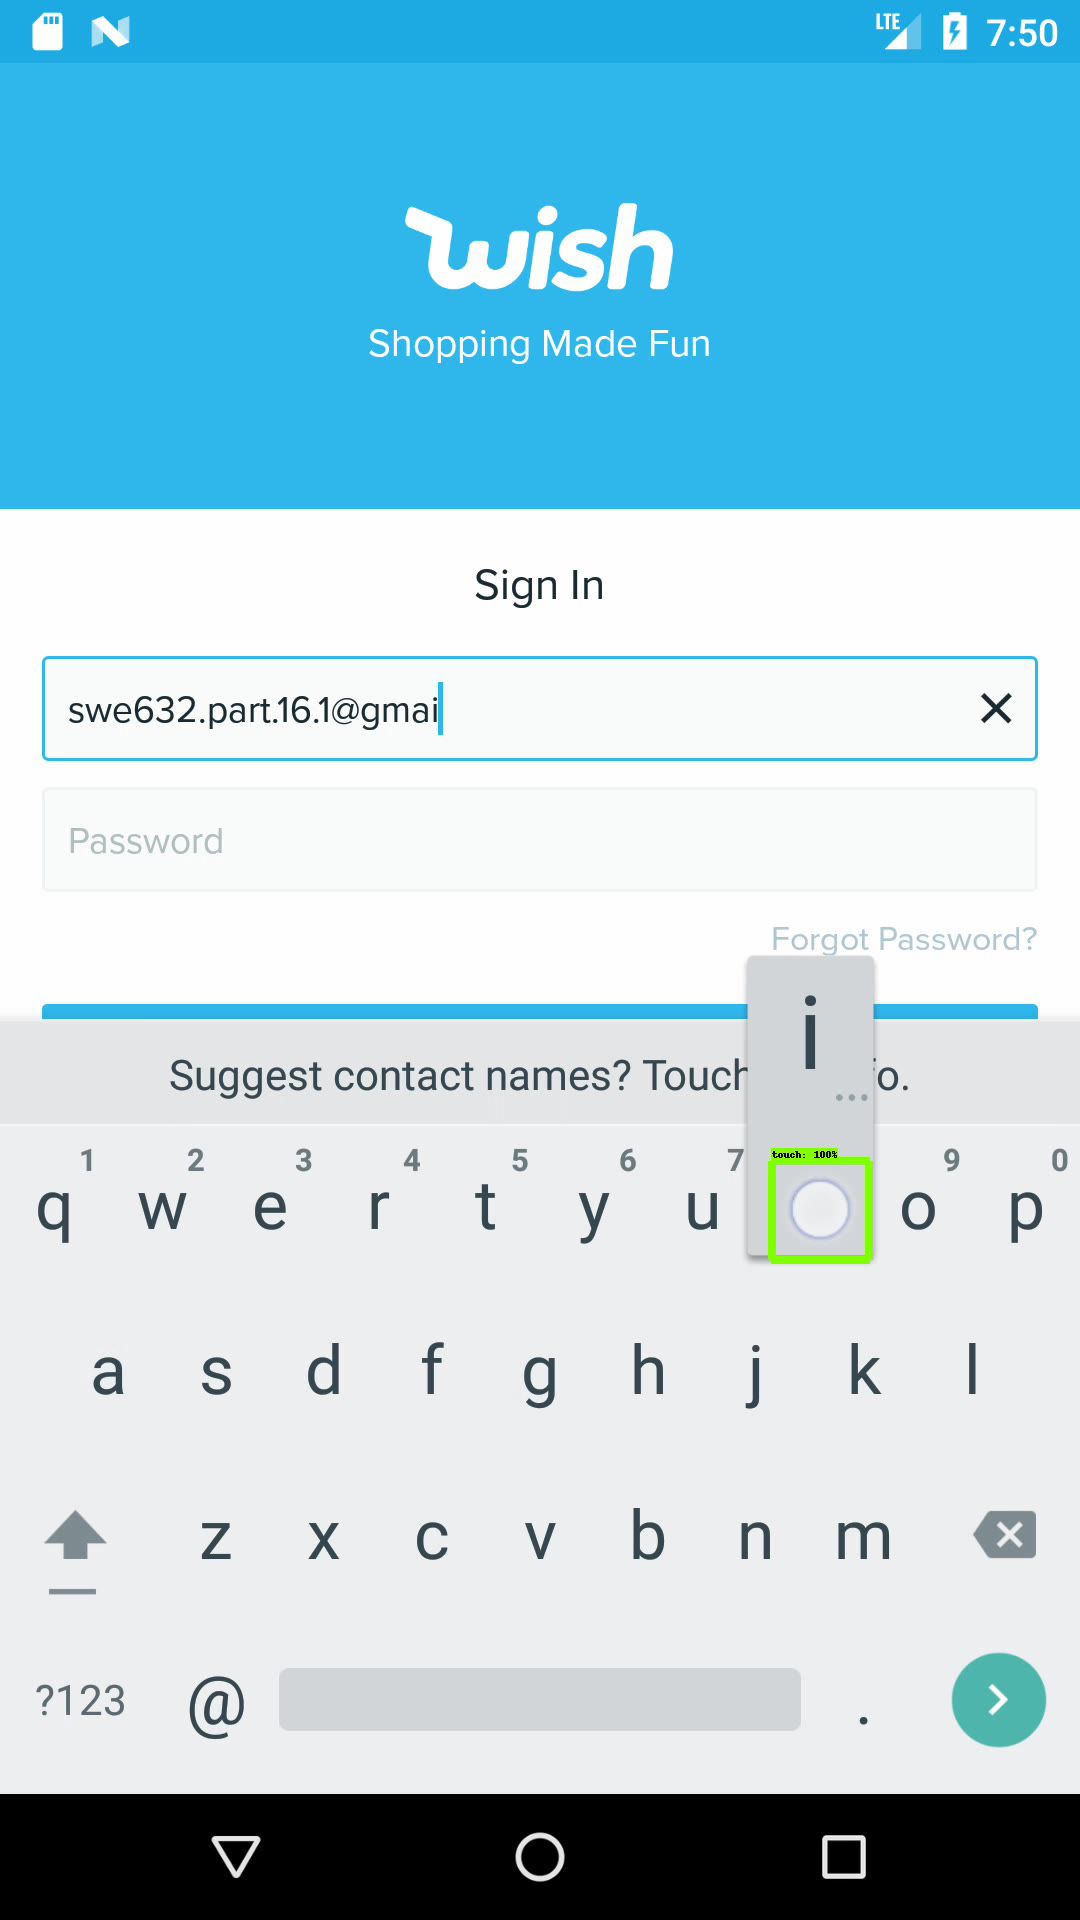 LTE 7:50
wish
Shopping Made Fun
Sign In
swe632.part.16.1@gmai
Password
Forgot Password?
i
Suggest contact names? Touch fo.
touch: 100%
1 2 3 4 5 6 7 9 0
q w e r t y u o p
a s d f g h j k l
z x c v b n m
?123 @ .